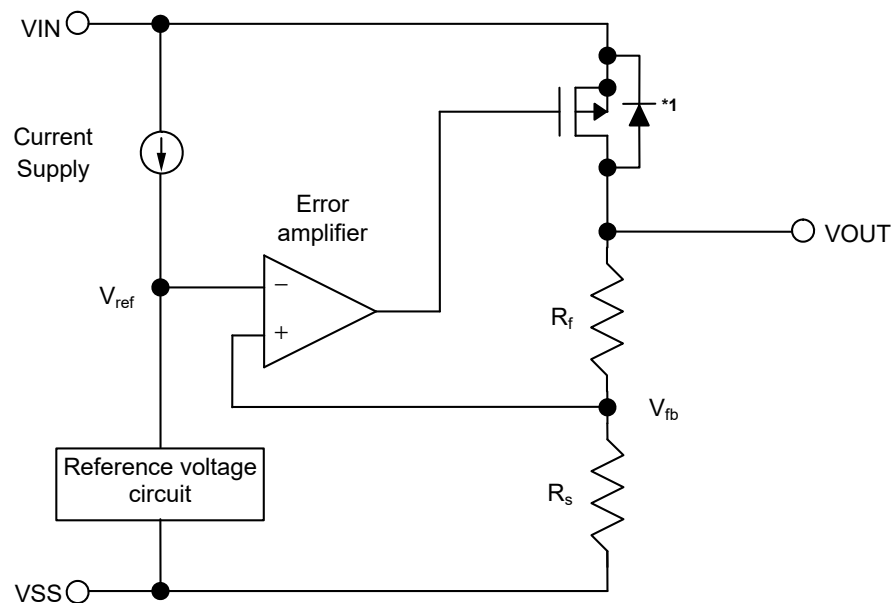 VIN
*1
Current
Supply
Error
amplifier
VOUT
Vref
−
+
Rf
Vfb
Reference voltage
circuit
Rs
VSS